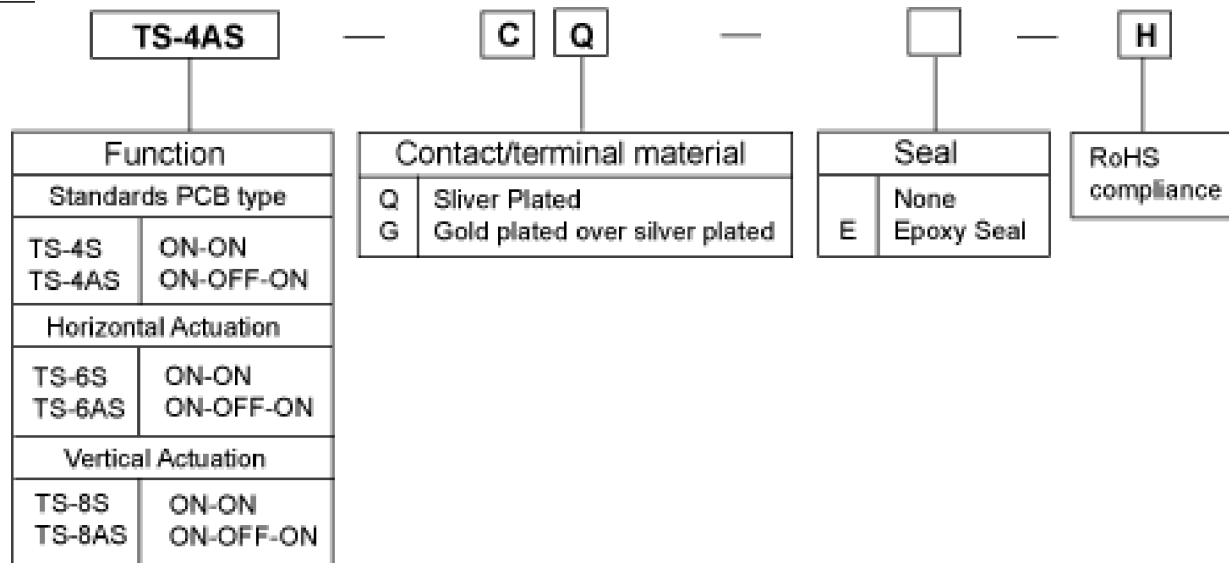 TS-4AS — C Q — — H
Function
Standards PCB type
TS-4S ON-ON
TS-4AS ON-OFF-ON
Horizontal Actuation
TS-6S ON-ON
TS-6AS ON-OFF-ON
Vertical Actuation
TS-8S ON-ON
TS-8AS ON-OFF-ON
Contact/terminal material
Q Sliver Plated
G Gold plated over silver plated
Seal
None
E Epoxy Seal
RoHS
compliance